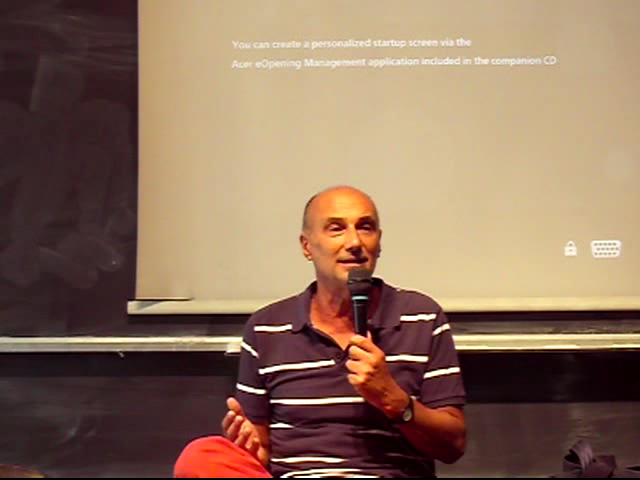 You can create a personalized startup screen via the
Acer eOpening Management application included in the companion CD